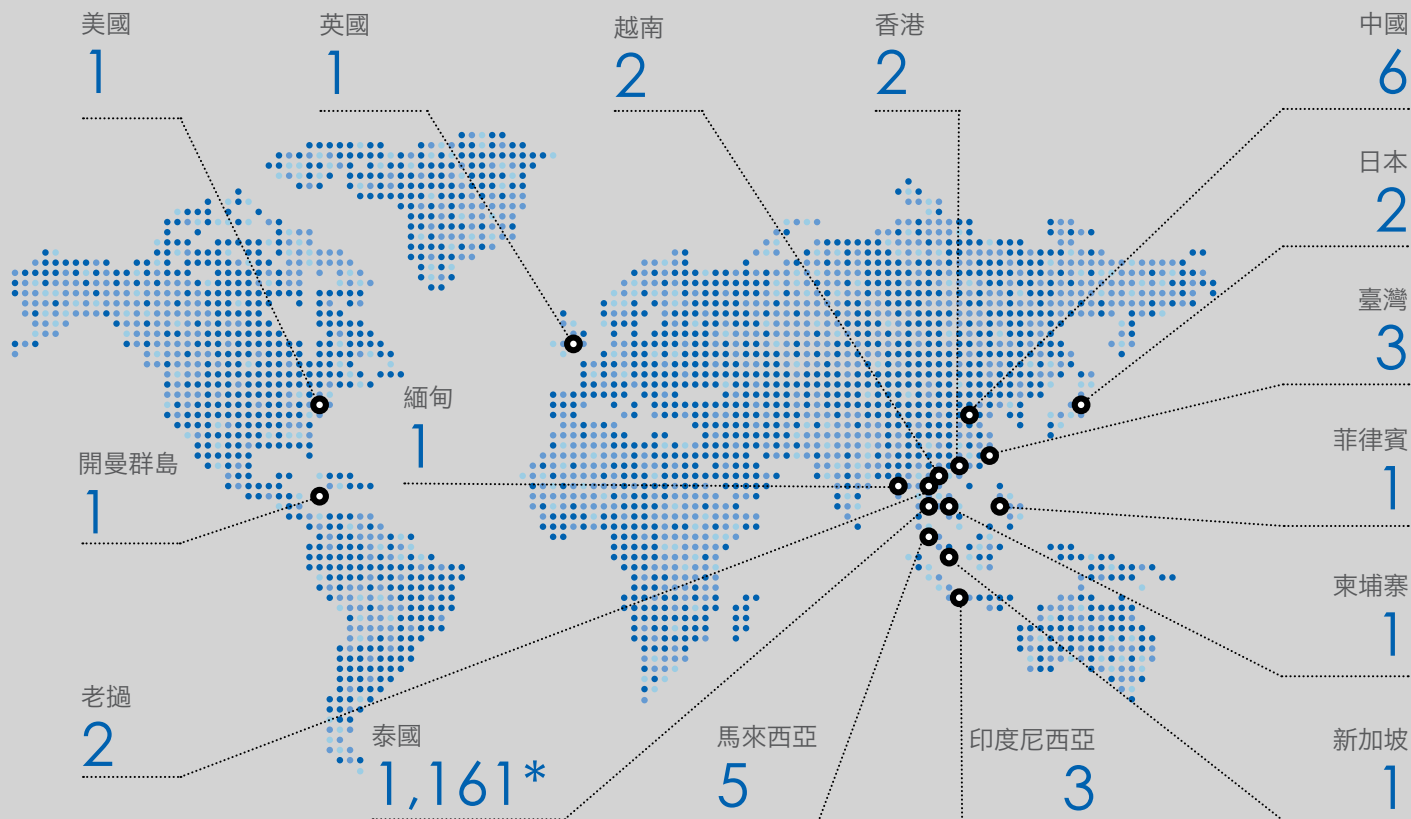 美國
1
英國
1
越南
2
香港
2
中國
6
日本
2
臺灣
3
緬甸
1
菲律賓
1
開曼群島
1
柬埔寨
1
老撾
2
泰國
1,161*
馬來西亞
5
印度尼西亞
3
新加坡
1